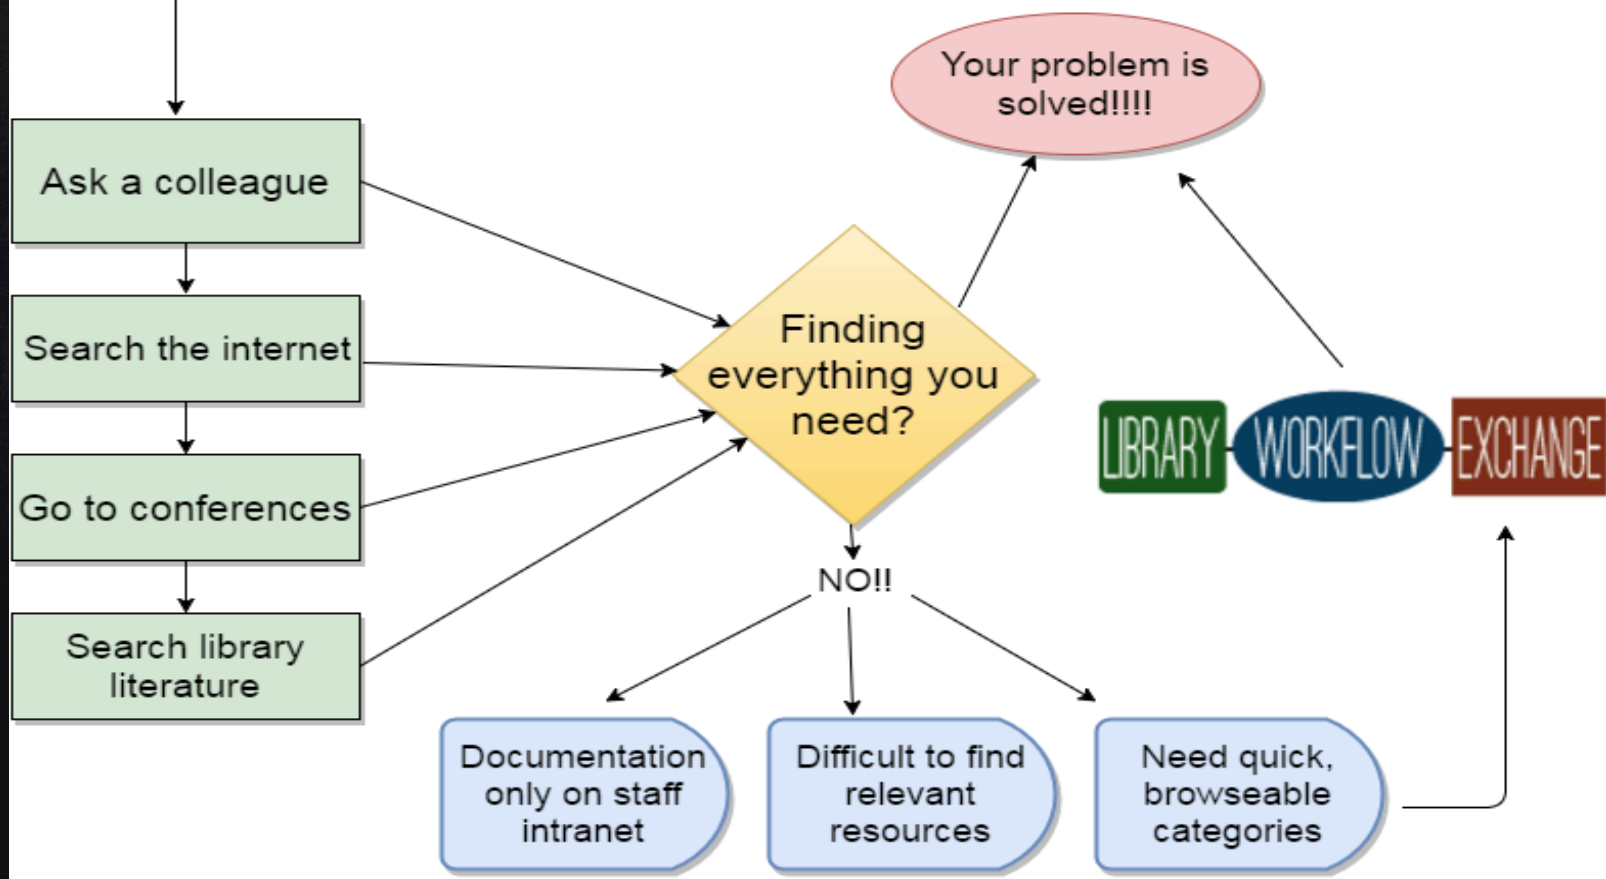 Your problem is
solved!!!!
Ask a colleague
Search the internet
Go to conferences
Search library
literature
Finding
everything you
need?
LIBRARY WORKFLOW EXCHANGE
NO!!
Documentation
only on staff
intranet
Difficult to find
relevant
resources
Need quick,
browseable
categories